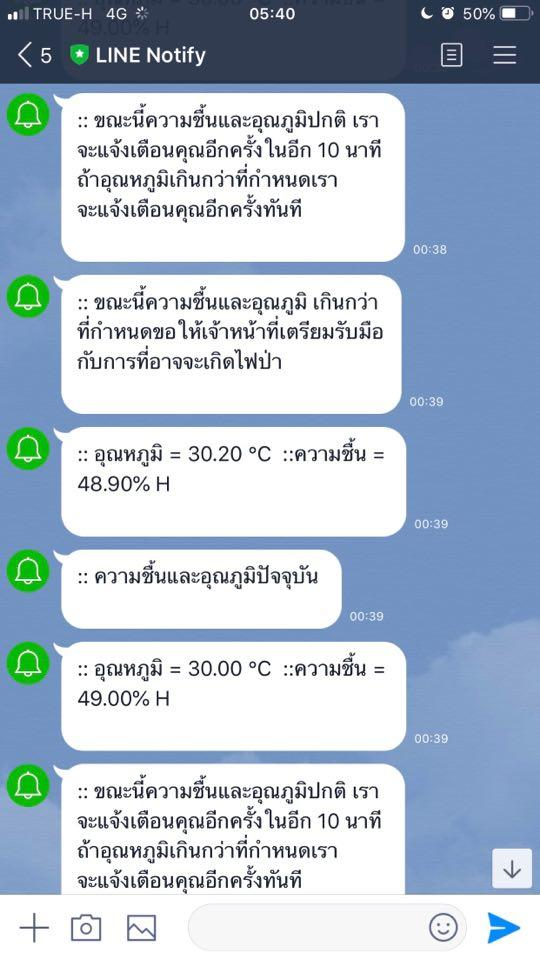 TRUE-H 4G 05:40 50%
5 LINE Notify
:: ขณะนี้ความชื้นและอุณภูมิปกติ เรา
จะแจ้งเตือนคุณอีกครั้งในอีก 10 นาที
ถ้าอุณหภูมิเกินกว่าที่กำหนดเรา
จะแจ้งเตือนคุณอีกครั้งทันที
00:38
:: ขณะนี้ความชื้นและอุณภูมิ เกินกว่า
ที่กำหนดขอให้เจ้าหน้าที่เตรียมรับมือ
กับการที่อาจจะเกิดไฟป่า
00:39
:: อุณหภูมิ = 30.20 °C ::ความชื้น =
48.90% H
00:39
:: ความชื้นและอุณภูมิปัจจุบัน
00:39
:: อุณหภูมิ = 30.00 °C ::ความชื้น =
49.00% H
00:39
:: ขณะนี้ความชื้นและอุณภูมิปกติ เรา
จะแจ้งเตือนคุณอีกครั้งในอีก 10 นาที
ถ้าอุณหภูมิเกินกว่าที่กำหนดเรา
จะแจ้งเตือนคุณอีกครั้งทันที